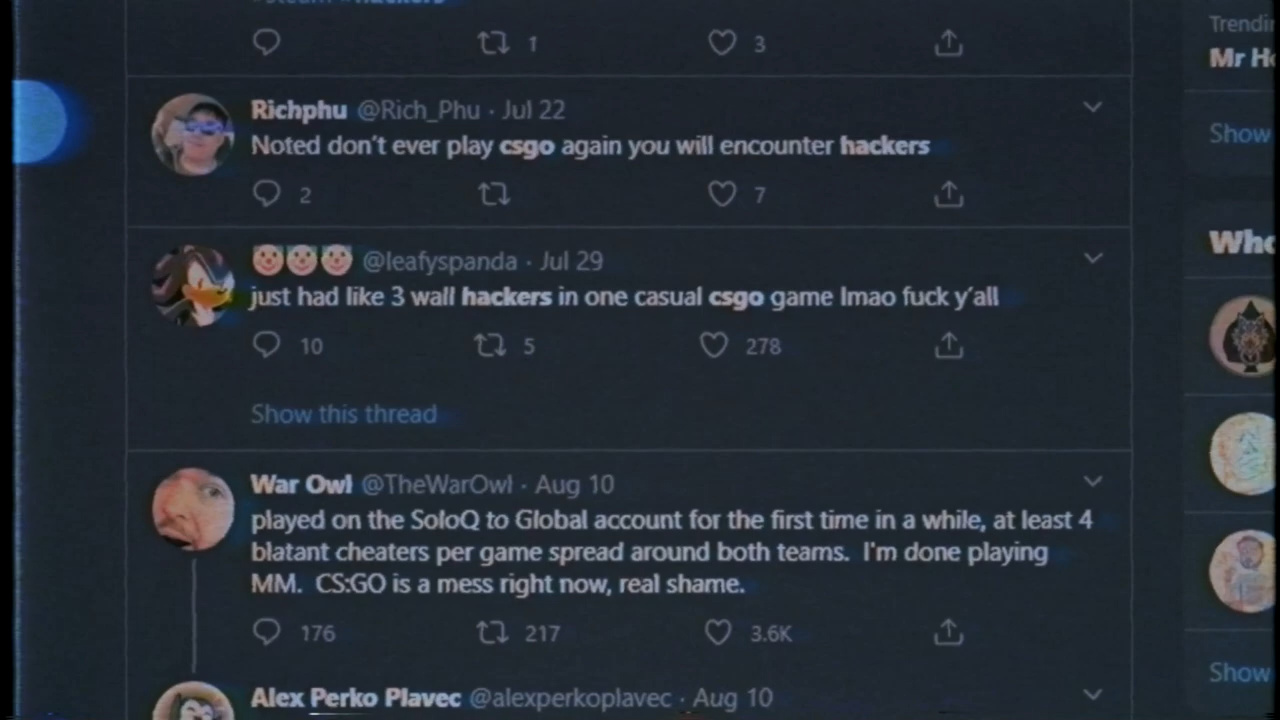 1 3
Richphu @Rich_Phu · Jul 22
Noted don't ever play csgo again you will encounter hackers
2 7
🤡🤡🤡 @leafyspanda · Jul 29
just had like 3 wall hackers in one casual csgo game lmao fuck y'all
10 5 278
Show this thread
War Owl @TheWarOwl · Aug 10
played on the SoloQ to Global account for the first time in a while, at least 4
blatant cheaters per game spread around both teams.  I'm done playing
MM.  CS:GO is a mess right now, real shame.
176 217 3.6K
Alex Perko Plavec @alexperkoplavec · Aug 10
Mr
Show
Show